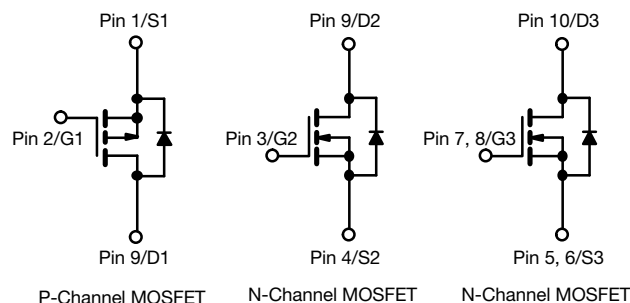 Pin 1/S1
Pin 9/D2
Pin 10/D3
Pin 2/G1
Pin 3/G2
Pin 7, 8/G3
Pin 9/D1
Pin 4/S2
Pin 5, 6/S3
P-Channel MOSFET
N-Channel MOSFET
N-Channel MOSFET